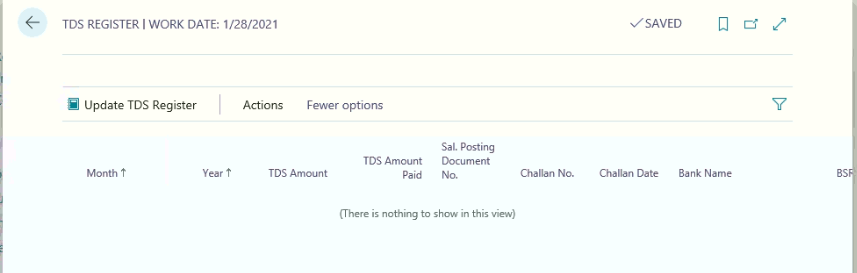 TDS REGISTER | WORK DATE: 1/28/2021
✓SAVED
Update TDS Register
Actions
Fewer options
Month↑
Year↑
TDS Amount
TDS Amount
Paid
Sal. Posting
Document
No.
Challan No.
Challan Date
Bank Name
BSR
(There is nothing to show in this view)